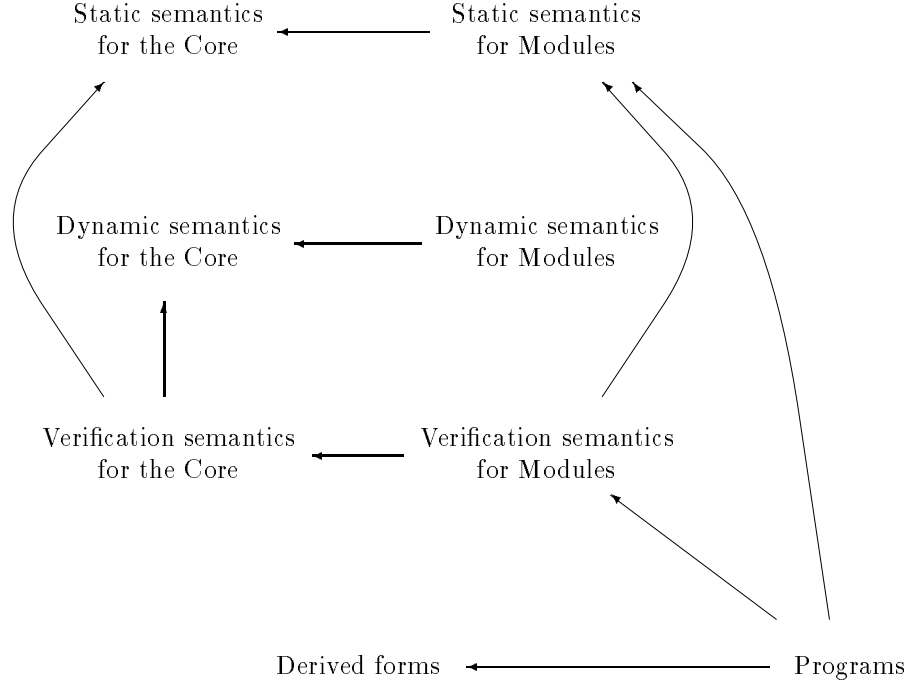 Static semantics
for the Core
Static semantics
for Modules
Dynamic semantics
for the Core
Dynamic semantics
for Modules
Verification semantics
for the Core
Verification semantics
for Modules
Derived forms
Programs